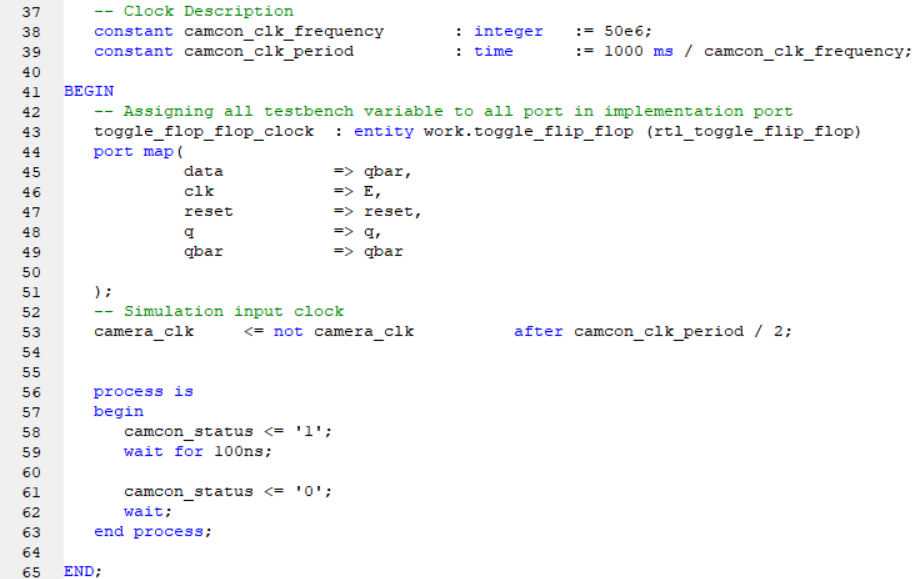 37 -- Clock Description
38 constant camcon_clk_frequency : integer := 50e6;
39 constant camcon_clk_period : time := 1000 ms / camcon_clk_frequency;
40
41 BEGIN
42 -- Assigning all testbench variable to all port in implementation port
43 toggle_flop_flop_clock : entity work.toggle_flip_flop (rtl_toggle_flip_flop)
44 port map(
45 data => qbar,
46 clk => E,
47 reset => reset,
48 q => q,
49 qbar => qbar
50
51 );
52 -- Simulation input clock
53 camera_clk <= not camera_clk after camcon_clk_period / 2;
54
55
56 process is
57 begin
58 camcon_status <= '1';
59 wait for 100ns;
60
61 camcon_status <= '0';
62 wait;
63 end process;
64
65 END;